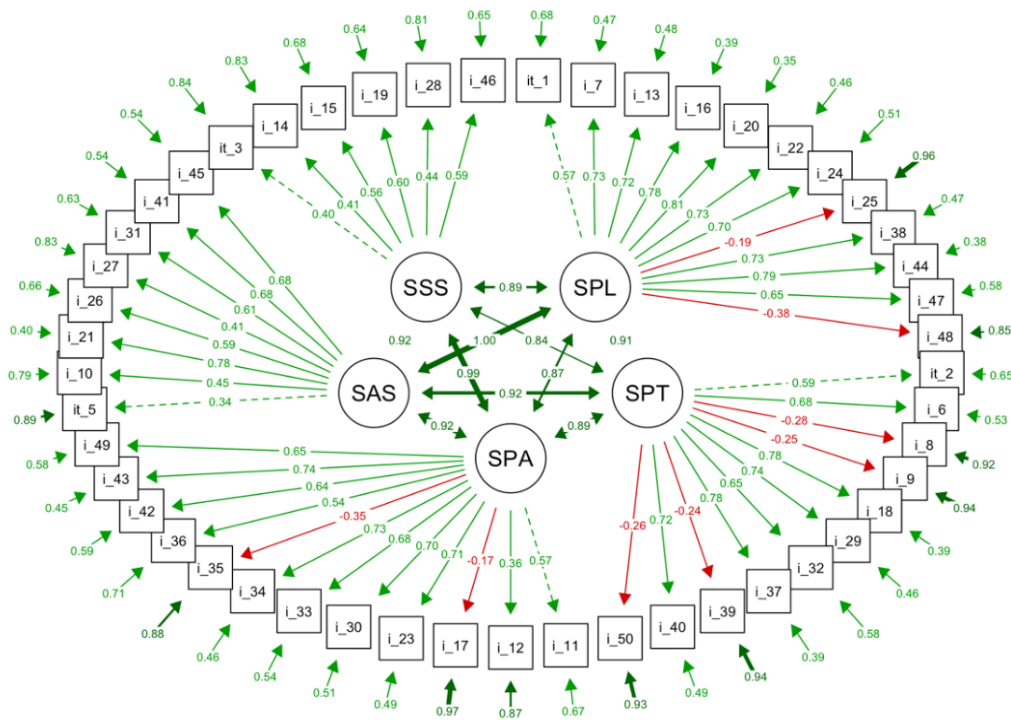 0.65 0.68
0.81 0.47
0.64 0.48
0.68 0.39
0.83 0.35
0.84 0.46
0.54 0.51
0.54 0.96
0.63 0.47
0.83 0.38
0.66 0.58
0.40 0.85
0.79 0.65
0.89 0.53
0.58 0.92
0.45 0.94
0.59 0.39
0.71 0.46
0.88 0.58
0.46 0.39
0.54 0.94
0.51 0.49
0.49 0.93
0.97 0.87 0.67
i_46 it_1
i_28 i_7
i_19 i_13
i_15 i_16
i_14 i_20
it_3 i_22
i_45 i_24
i_41 i_25
i_31 i_38
i_27 i_44
i_26 i_47
i_21 i_48
i_10 it_2
it_5 i_6
i_49 i_8
i_43 i_9
i_42 i_18
i_36 i_29
i_35 i_32
i_34 i_37
i_33 i_39
i_30 i_40
i_23 i_50
i_17 i_12 i_11
0.40 0.41 0.56 0.60 0.44 0.59
0.57 0.73 0.72 0.78 0.81 0.73 0.70 -0.19 0.73 0.79 0.65 -0.38
SSS 0.89 SPL
0.92 1.00 0.84 0.91
0.99 0.87
SAS 0.92 SPT
0.92 0.89
SPA
0.68 0.68 0.61 0.41 0.59 0.78 0.45 0.34
0.59 0.68 -0.28 -0.25 0.78 0.74 0.65 0.78 -0.24 0.72 -0.26
0.65 0.74 0.64 0.54 -0.35 0.73 0.68 0.70 0.71 -0.17 0.36 0.57